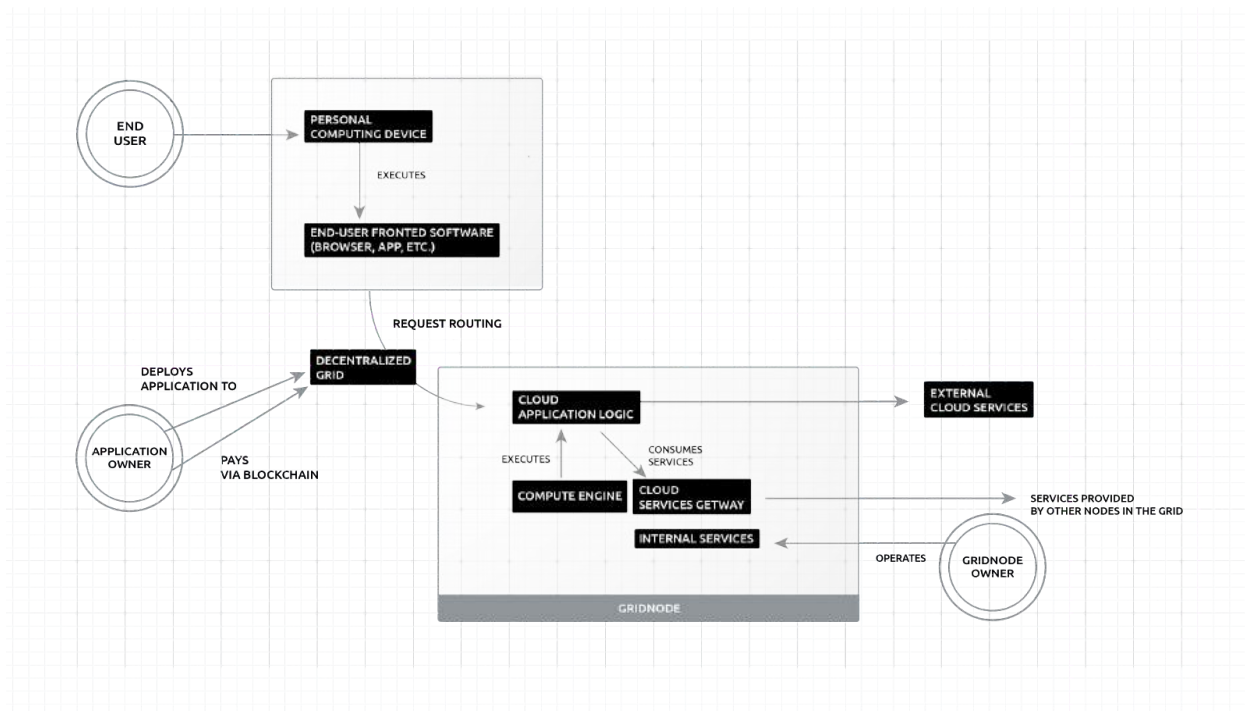 END
USER
PERSONAL
COMPUTING DEVICE
EXECUTES
END-USER FRONTED SOFTWARE
(BROWSER, APP, ETC.)
REQUEST ROUTING
DECENTRALIZED
GRID
DEPLOYS
APPLICATION TO
APPLICATION
OWNER
PAYS
VIA BLOCKCHAIN
CLOUD
APPLICATION LOGIC
EXTERNAL
CLOUD SERVICES
EXECUTES
CONSUMES
SERVICES
COMPUTE ENGINE
CLOUD
SERVICES GETWAY
SERVICES PROVIDED
BY OTHER NODES IN THE GRID
INTERNAL SERVICES
OPERATES
GRIDNODE
OWNER
GRIDNODE